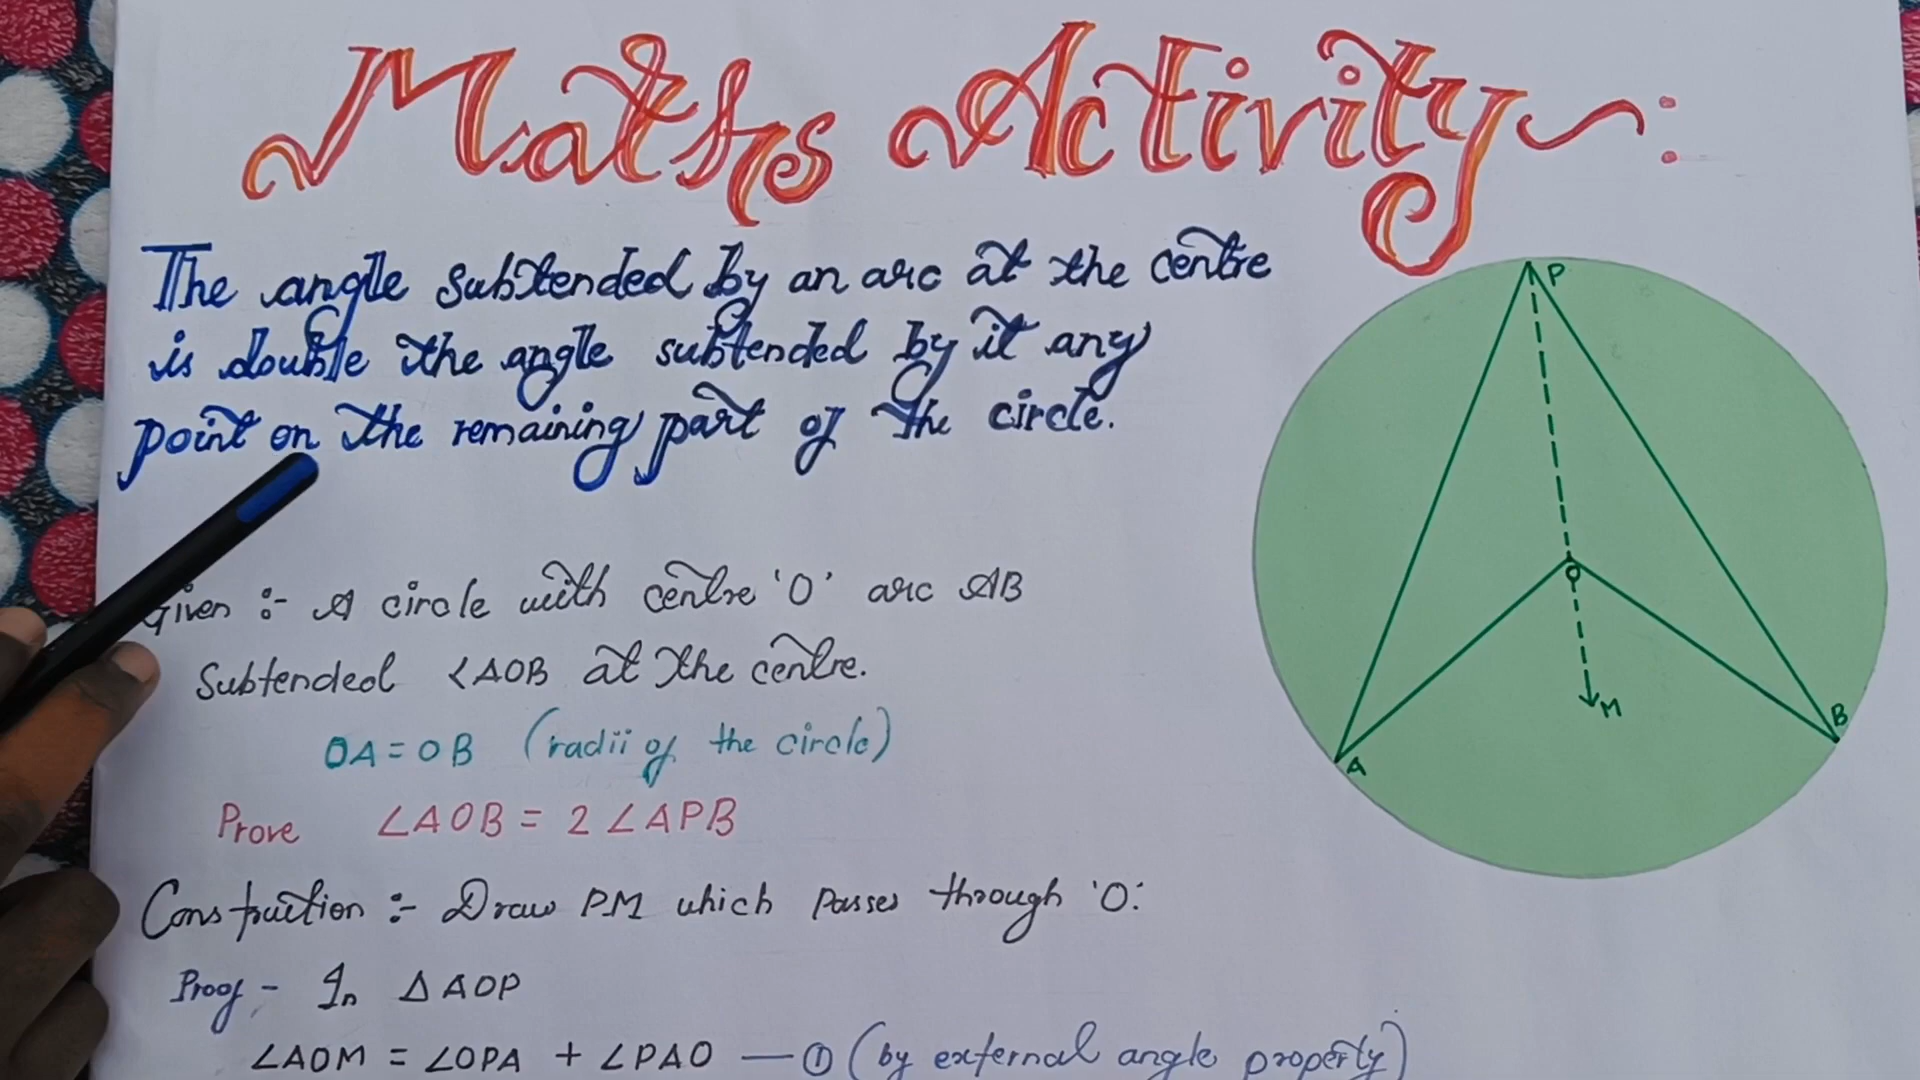 Maths Activity :
The angle subtended by an arc at the centre
is double the angle subtended by it any
point on the remaining part of the circle.
Given :- A circle with centre 'O' arc AB
Subtended ∠AOB at the centre.
OA = OB (radii of the circle)
Prove ∠AOB = 2 ∠APB
Construction :- Draw PM which Passes through 'O'.
Proof - In △AOP
∠AOM = ∠OPA + ∠PAO — ① (by external angle property)
P
O
M
B
A